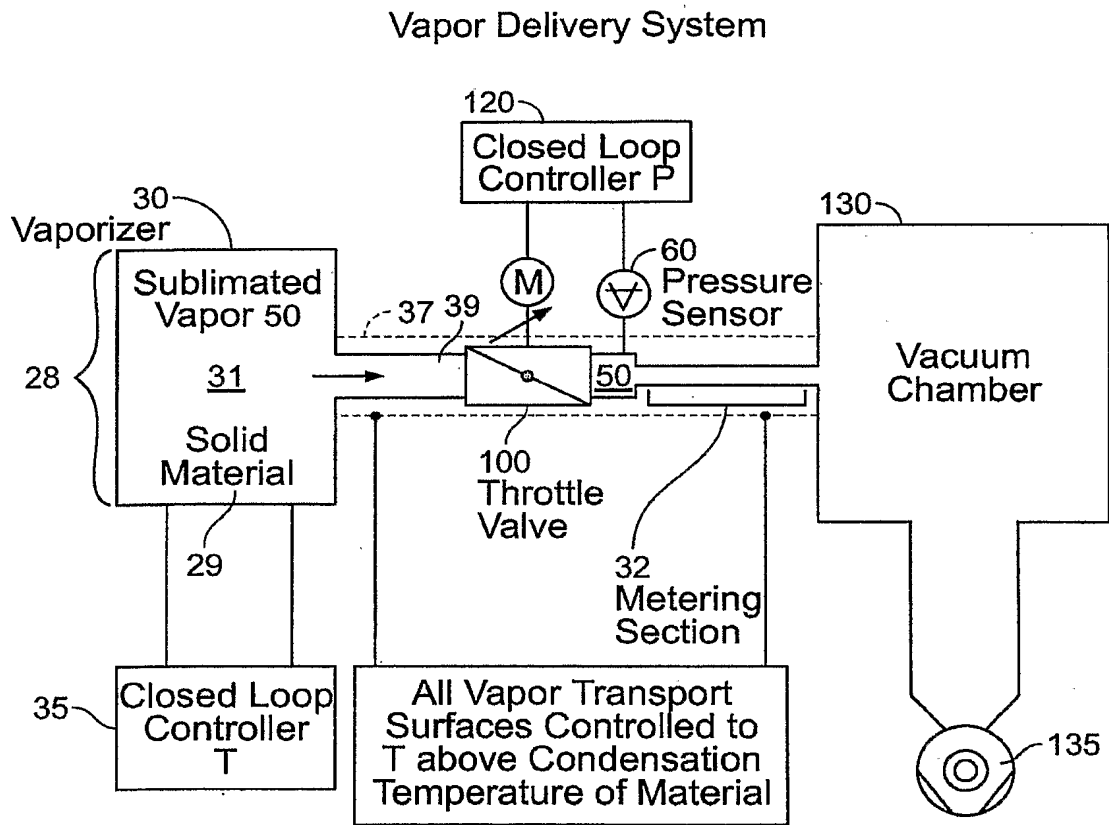 Vapor Delivery System
120
Closed Loop
Controller P
30
Vaporizer
Sublimated
Vapor 50
37
39
M
60
Pressure
Sensor
130
28
31
50
Vacuum
Chamber
Solid
Material
29
100
Throttle
Valve
32
Metering
Section
35
Closed Loop
Controller
T
All Vapor Transport
Surfaces Controlled to
T above Condensation
Temperature of Material
135